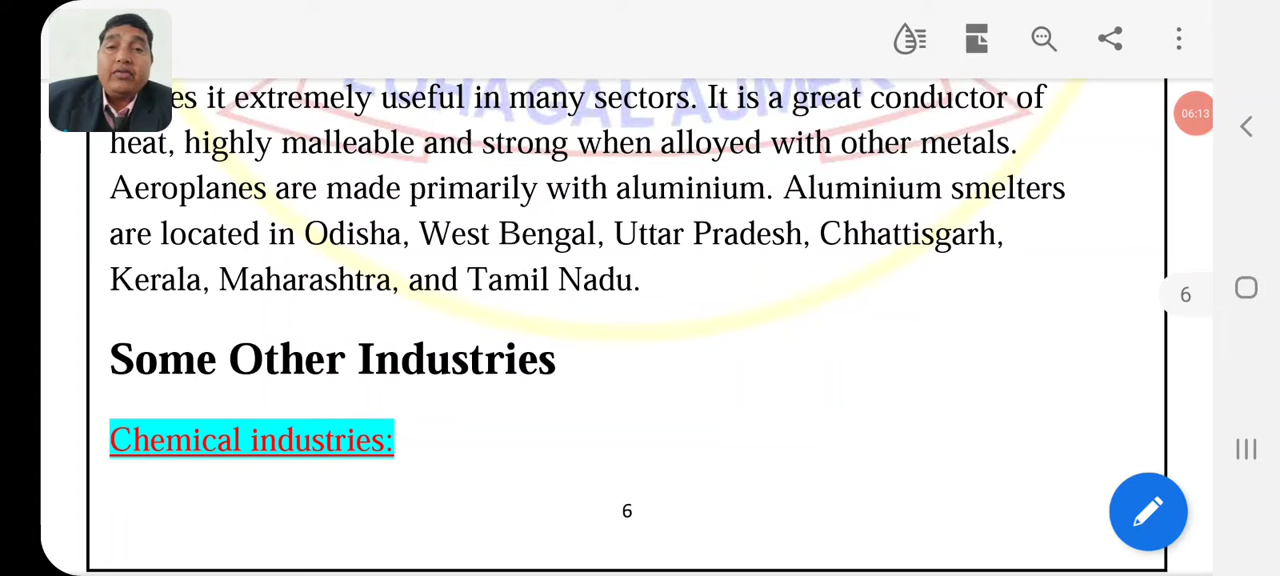 EUHAGAL AJMER
es it extremely useful in many sectors. It is a great conductor of
heat, highly malleable and strong when alloyed with other metals.
Aeroplanes are made primarily with aluminium. Aluminium smelters
are located in Odisha, West Bengal, Uttar Pradesh, Chhattisgarh,
Kerala, Maharashtra, and Tamil Nadu.
Some Other Industries
Chemical industries:
6
06:13
6